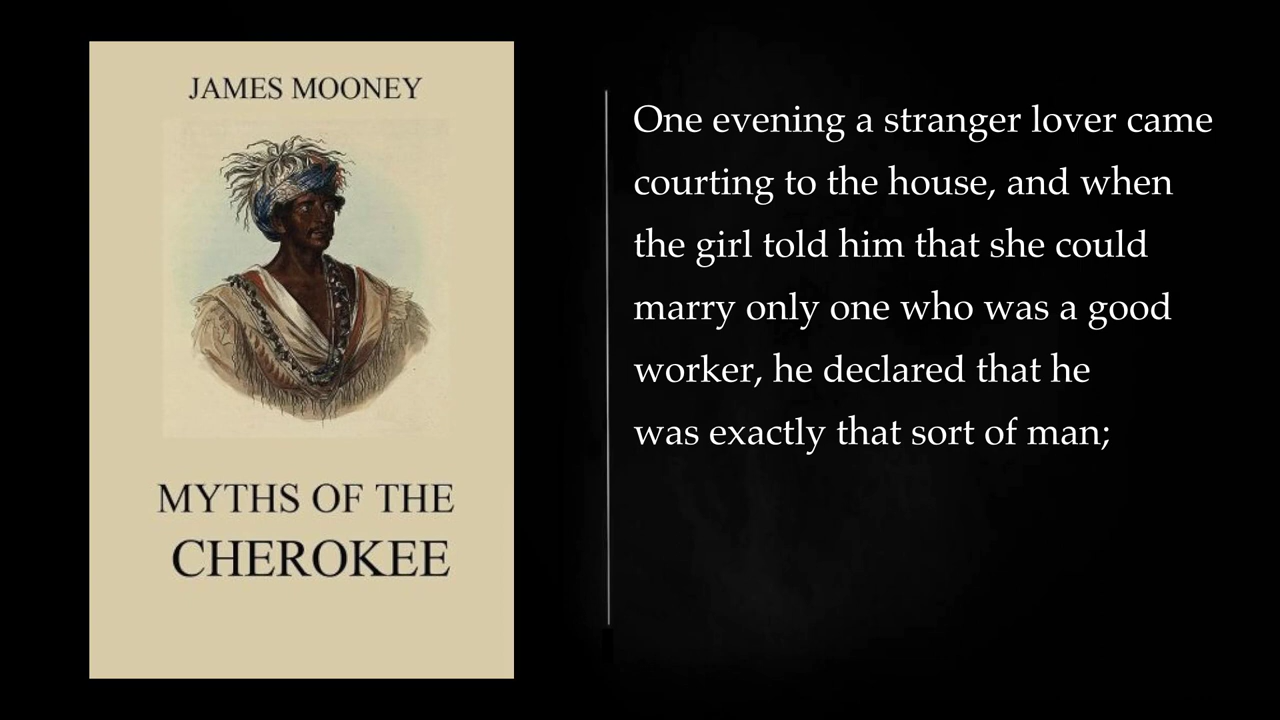 JAMES MOONEY
MYTHS OF THE
CHEROKEE
One evening a stranger lover came
courting to the house, and when
the girl told him that she could
marry only one who was a good
worker, he declared that he
was exactly that sort of man;